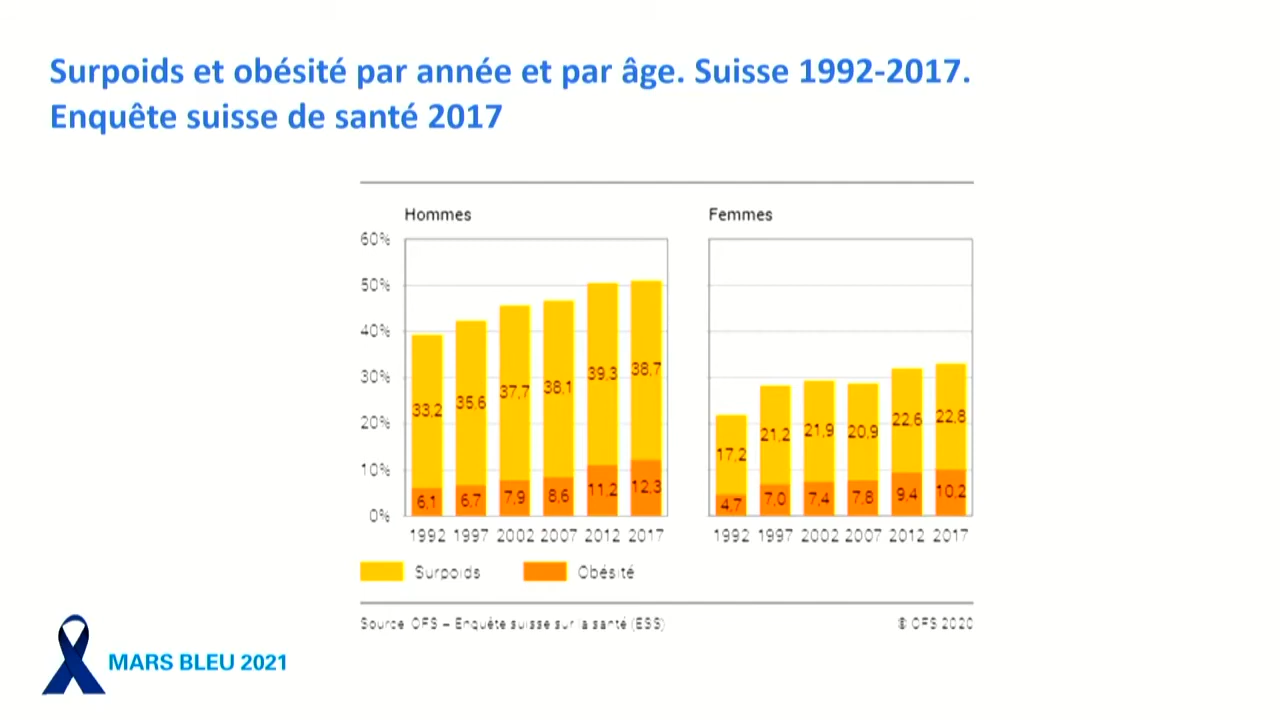 Surpoids et obésité par année et par âge. Suisse 1992-2017.
Enquête suisse de santé 2017
Hommes
60%
50%
40%
30%
20%
10%
0%
33,2 35,6 37,7 38,1 39,3 38,7
6,1 6,7 7,9 8,6 11,2 12,3
1992 1997 2002 2007 2012 2017
Femmes
17,2 21,2 21,9 20,9 22,6 22,8
4,7 7,0 7,4 7,8 9,4 10,2
1992 1997 2002 2007 2012 2017
Surpoids Obésité
Source OFS – Enquête suisse sur la santé (ESS) © OFS 2020
MARS BLEU 2021